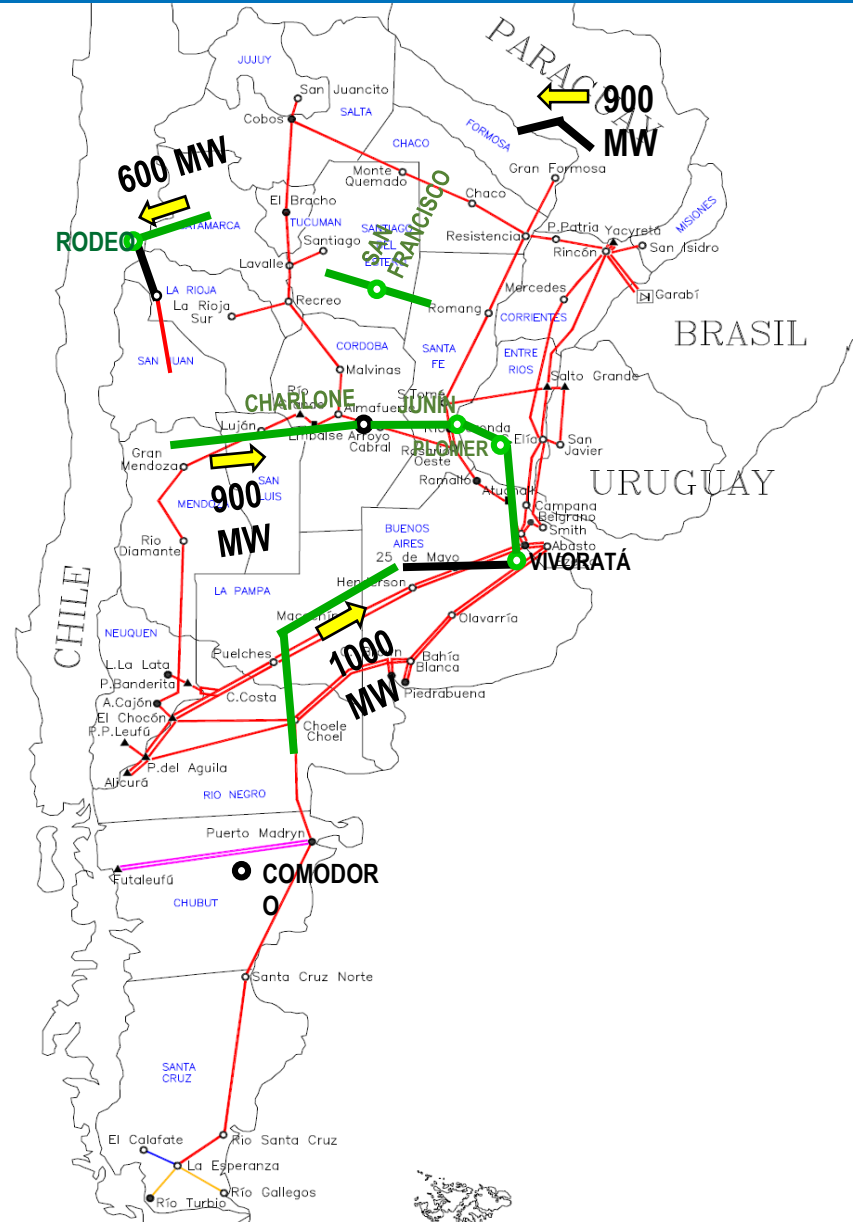 PARAGUAY
JUJUY
San Juancito
900
MW
SALTA
Cobos
FORMOSA
CHACO
600 MW
Monte
Quemado
Gran Formosa
Chaco
El Bracho
TUCUMAN
SAN
FRANCISCO
MISIONES
RODEO
Santiago
Resistencia
P.Patria
Yacyretá
Rincón
San Isidro
Lavalle
LA RIOJA
La Rioja
Sur
Recreo
Romang
Mercedes
Garabí
CORRIENTES
BRASIL
CORDOBA
SANTA
FE
ENTRE
RIOS
SAN JUAN
Malvinas
Salto Grande
CHARLONE
JUNIN
Luján
Embalse
Arroyo
Cabral
PLOMER
San
Javier
Gran
Mendoza
Rosario
Oeste
Ramallo
SAN
LUIS
MENDOZA
900
MW
URUGUAY
Campana
Belgrano
Smith
Rio
Diamante
BUENOS
AIRES
25 de Mayo
Abasto
VIVORATÁ
Henderson
LA PAMPA
CHILE
Olavarría
NEUQUEN
1000
MW
Puelches
L.La Lata
P.Banderita
Bahía
Blanca
Piedrabuena
C.Costa
A.Cajón
El Chocón
P.P.Leufú
Choele
Choel
P.del Aguila
Alicurá
RIO NEGRO
Puerto Madryn
Futaleufú
COMODOR
O
CHUBUT
Santa Cruz Norte
SANTA
CRUZ
El Calafate
Rio Santa Cruz
La Esperanza
Río Turbio
Río Gallegos